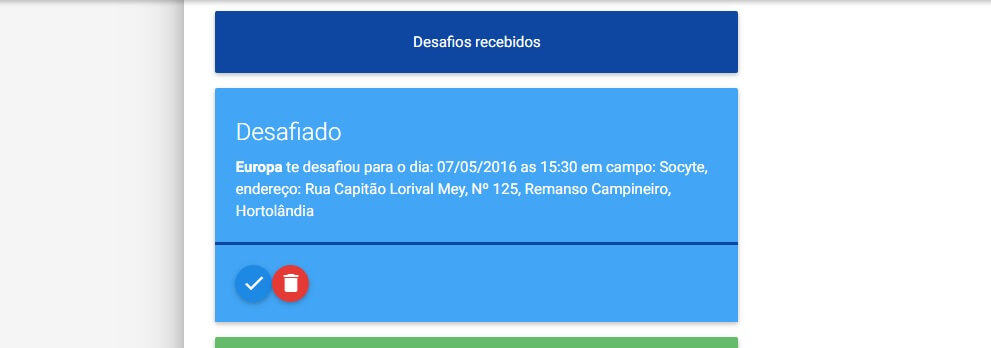 Desafios recebidos
Desafiado
Europa te desafiou para o dia: 07/05/2016 as 15:30 em campo: Socyte,
endereço: Rua Capitão Lorival Mey, Nº 125, Remanso Campineiro,
Hortolândia